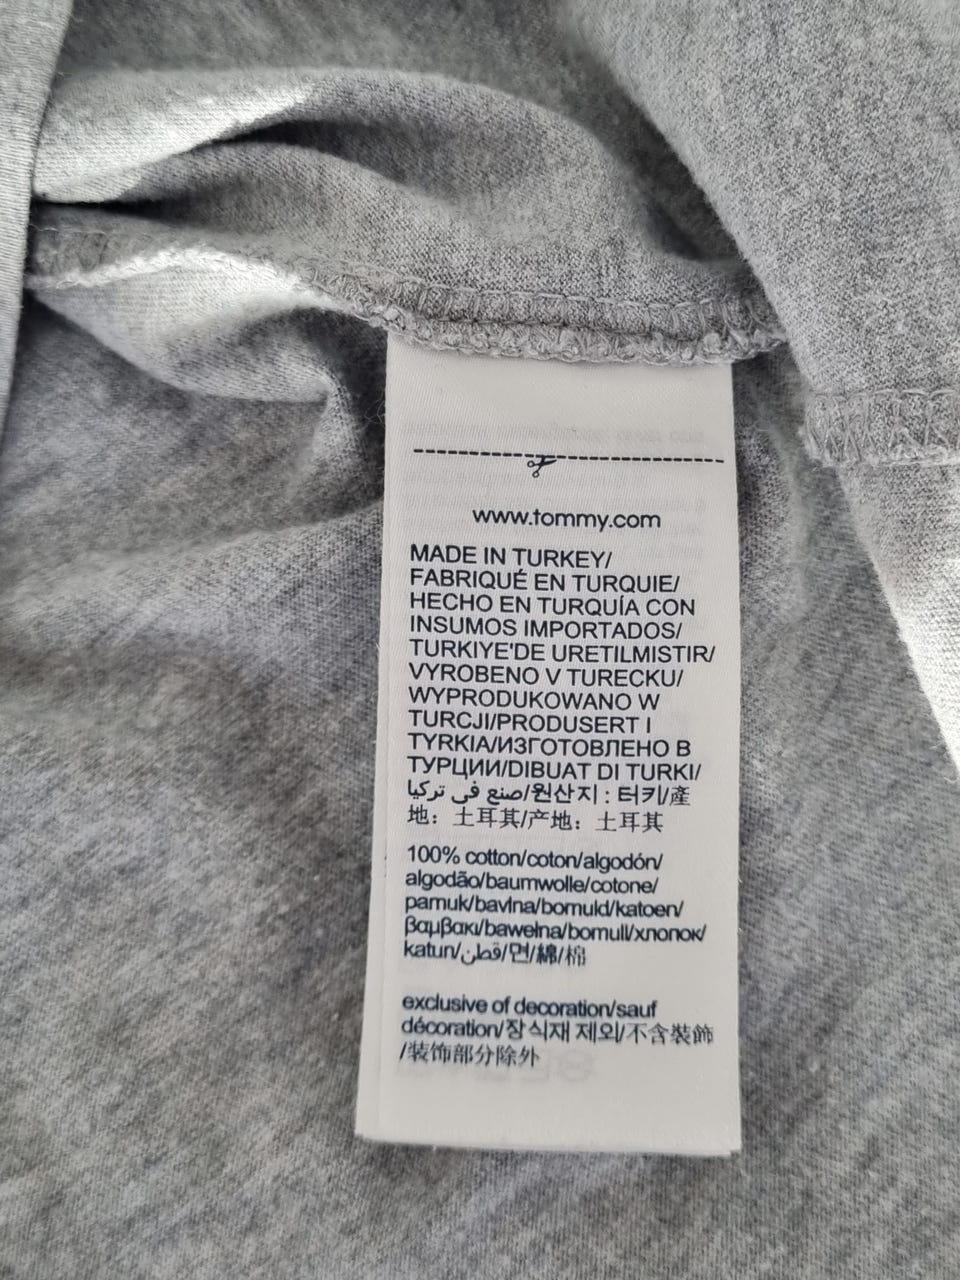 www.tommy.com
MADE IN TURKEY/
FABRIQUÉ EN TURQUIE/
HECHO EN TURQUÍA CON
INSUMOS IMPORTADOS/
TURKIYE'DE URETILMISTIR/
VYROBENO V TURECKU/
WYPRODUKOWANO W
TURCJI/PRODUSERT I
TYRKIA/ИЗГОТОВЛЕНО В
ТУРЦИИ/DIBUAT DI TURKI/
صنع في تركيا/원산지 : 터키/產
地：土耳其/产地：土耳其
100% cotton/coton/algodón/
algodão/baumwolle/cotone/
pamuk/bavlna/bomuld/katoen/
βαμβακι/bawełna/bomull/хлопок/
katun/قطن/면/綿/棉
exclusive of decoration/sauf
décoration/장식재 제외/不含裝飾
/装饰部分除外